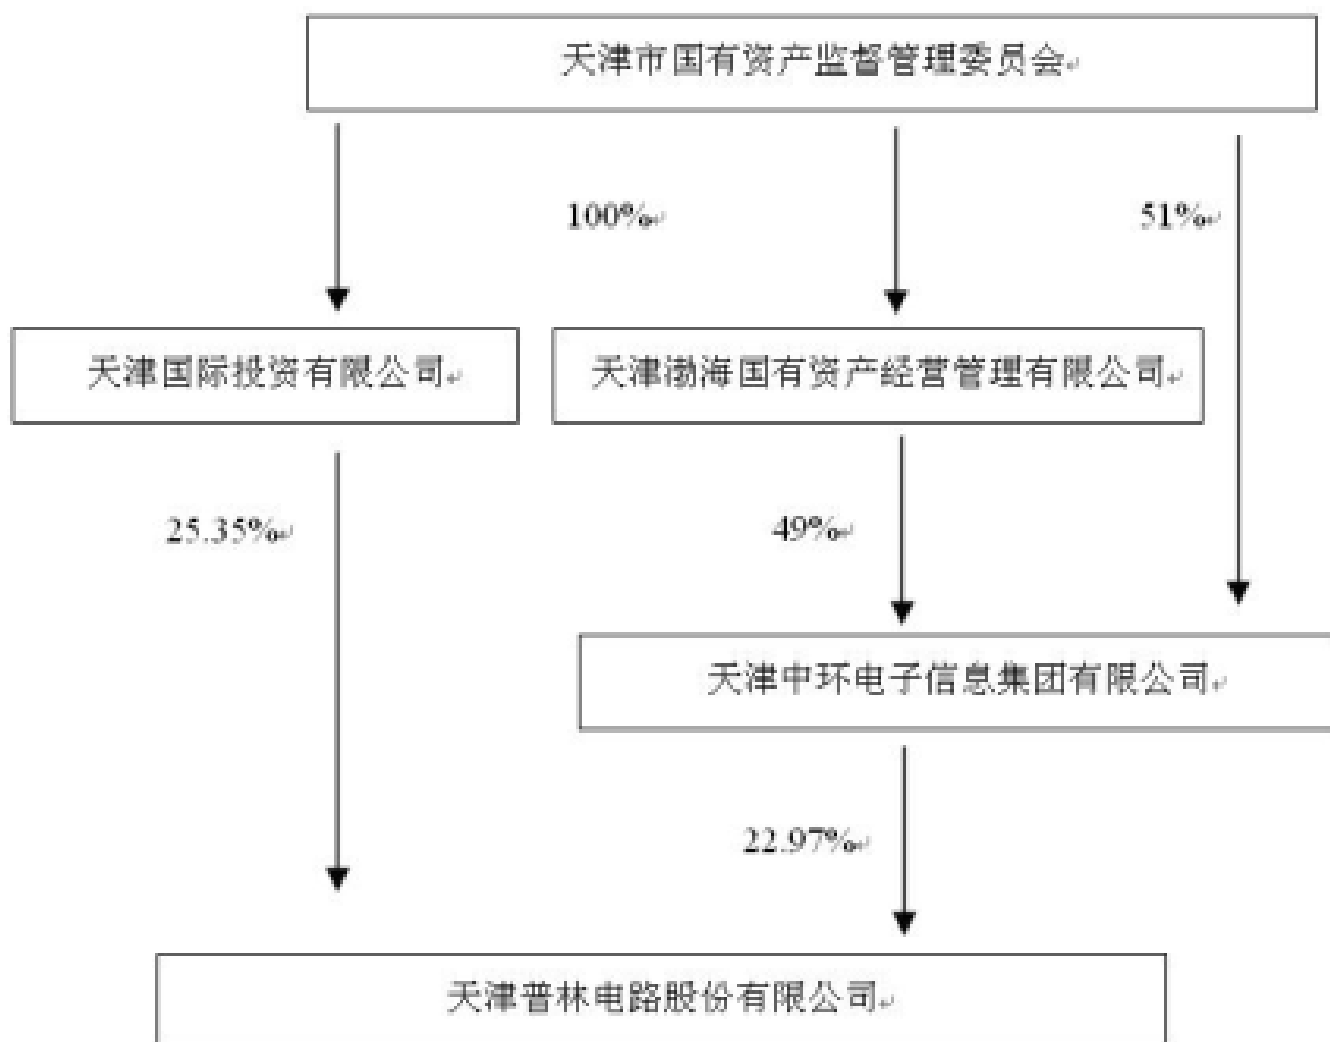 天津市国有资产监督管理委员会
100%
51%
天津国际投资有限公司
天津渤海国有资产经营管理有限公司
25.35%
49%
天津中环电子信息集团有限公司
22.97%
天津普林电路股份有限公司